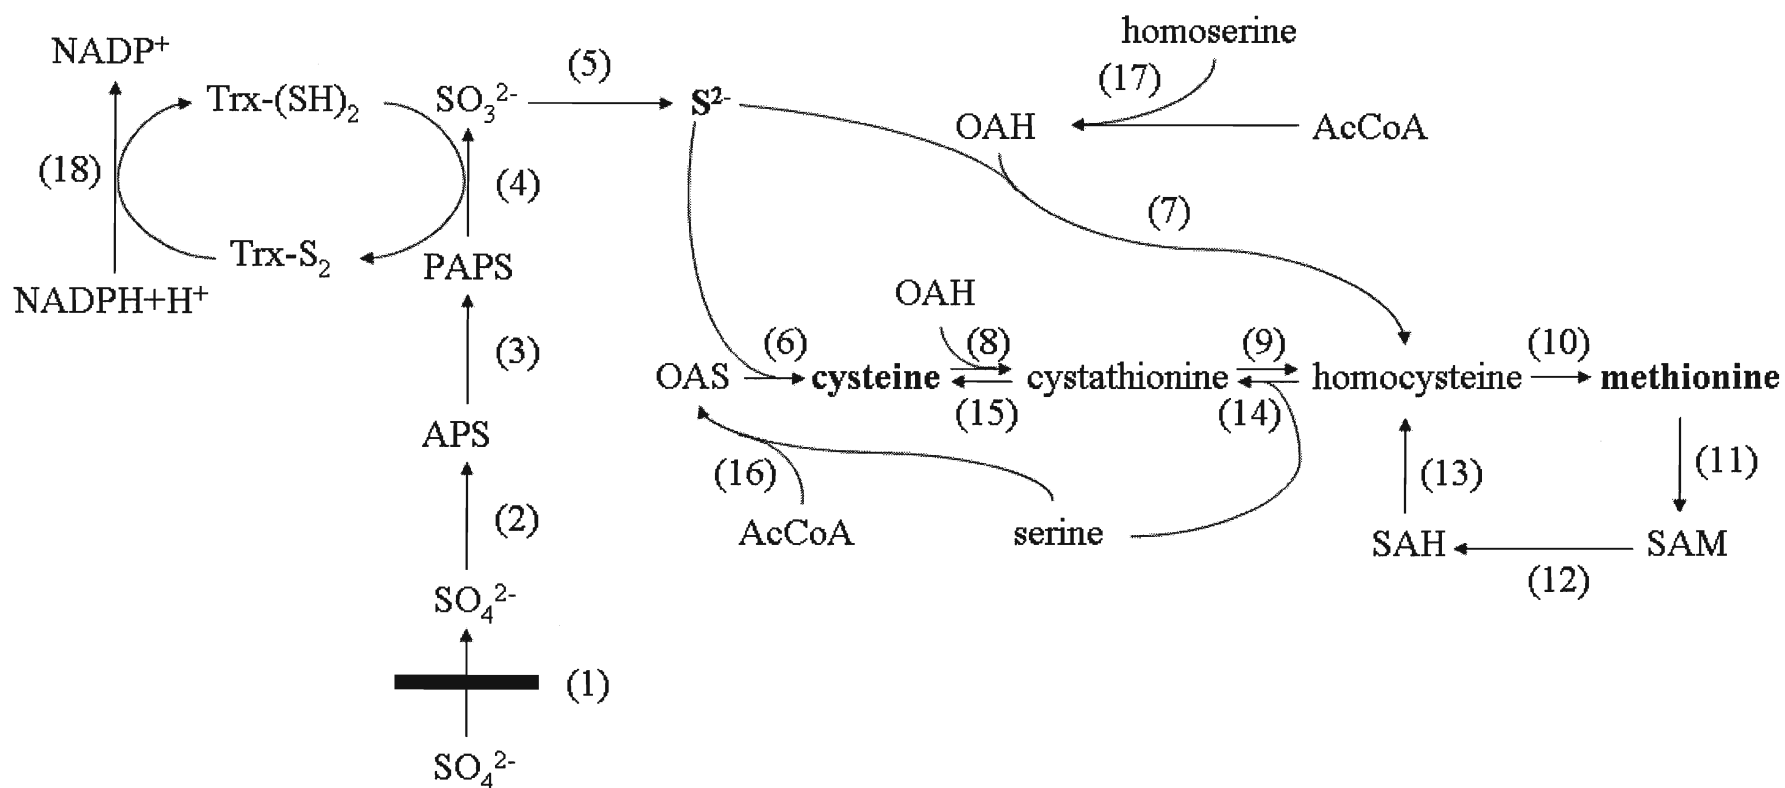 homoserine
NADP⁺
(5)
(17)
Trx-(SH)₂
SO₃²⁻
S²⁻
OAH
AcCoA
(18)
(4)
(7)
Trx-S₂
PAPS
NADPH+H⁺
OAH
(3)
(6)
(8)
(9)
(10)
OAS
cysteine
cystathionine
homocysteine
methionine
(15)
(14)
APS
(16)
(13)
(11)
(2)
AcCoA
serine
SAH
SAM
(12)
SO₄²⁻
(1)
SO₄²⁻